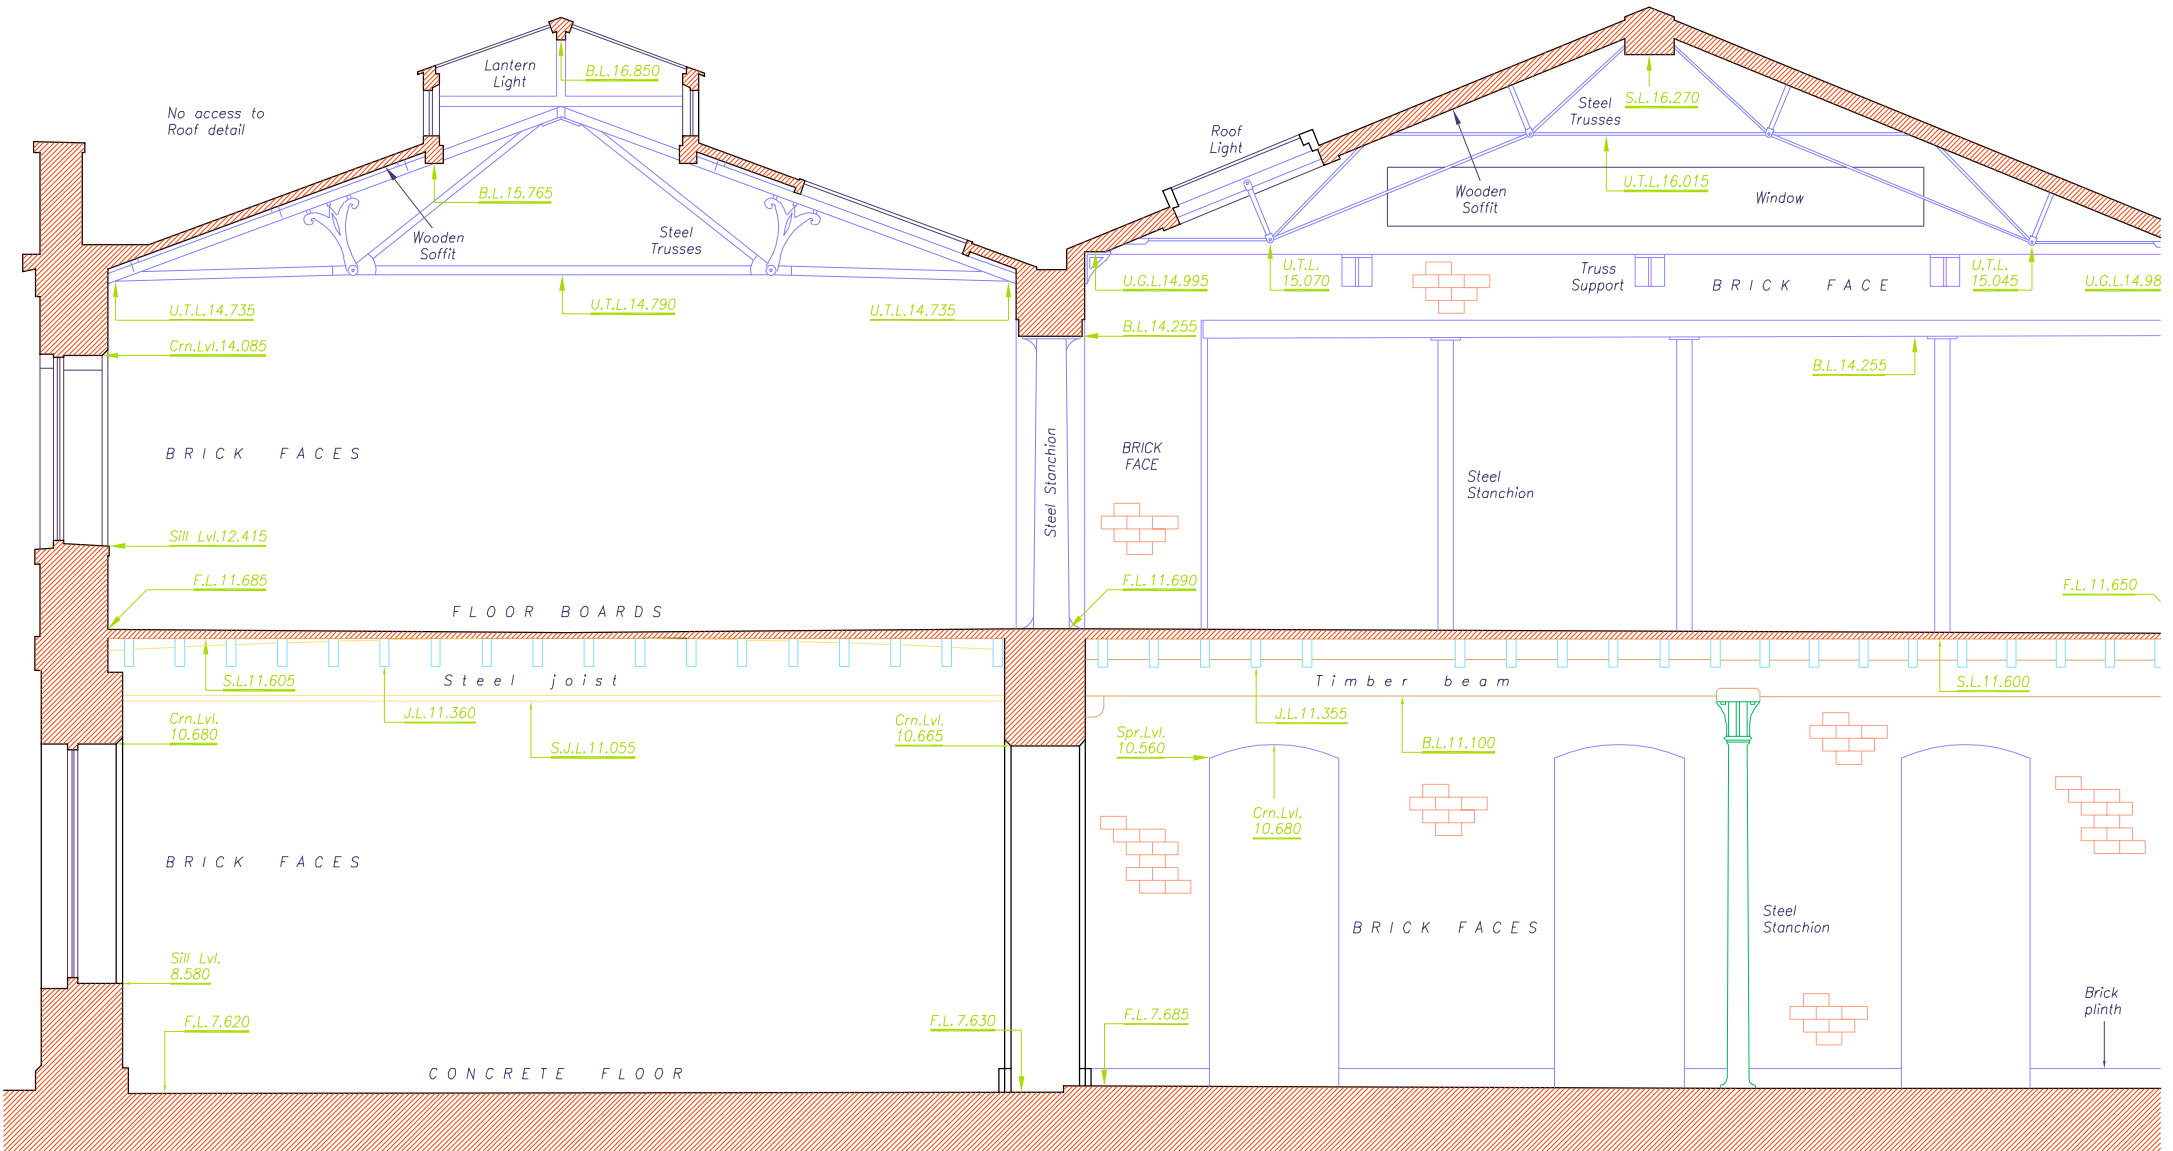 Lantern
Light
B.L.16.850
No access to
Roof detail
S.L.16.270
Steel
Trusses
Roof
Light
U.T.L.16.015
B.L.15.765
Wooden
Soffit
Window
Wooden
Soffit
Steel
Trusses
U.T.L.14.735
U.T.L.14.790
U.T.L.14.735
U.G.L.14.995
U.T.L.
15.070
Truss
Support
BRICK FACE
U.T.L.
15.045
U.G.L.14.98
Crn.Lvl.14.085
B.L.14.255
B.L.14.255
BRICK FACES
Steel Stanchion
BRICK
FACE
Steel
Stanchion
Sill Lvl.12.415
F.L.11.685
F.L.11.690
F.L.11.650
FLOOR BOARDS
S.L.11.605
Steel joist
Timber beam
S.L.11.600
J.L.11.360
J.L.11.355
Crn.Lvl.
10.680
S.J.L.11.055
Crn.Lvl.
10.665
Spr.Lvl.
10.560
B.L.11.100
Crn.Lvl.
10.680
BRICK FACES
BRICK FACES
Steel
Stanchion
Sill Lvl.
8.580
Brick
plinth
F.L.7.620
F.L.7.630
F.L.7.685
CONCRETE FLOOR